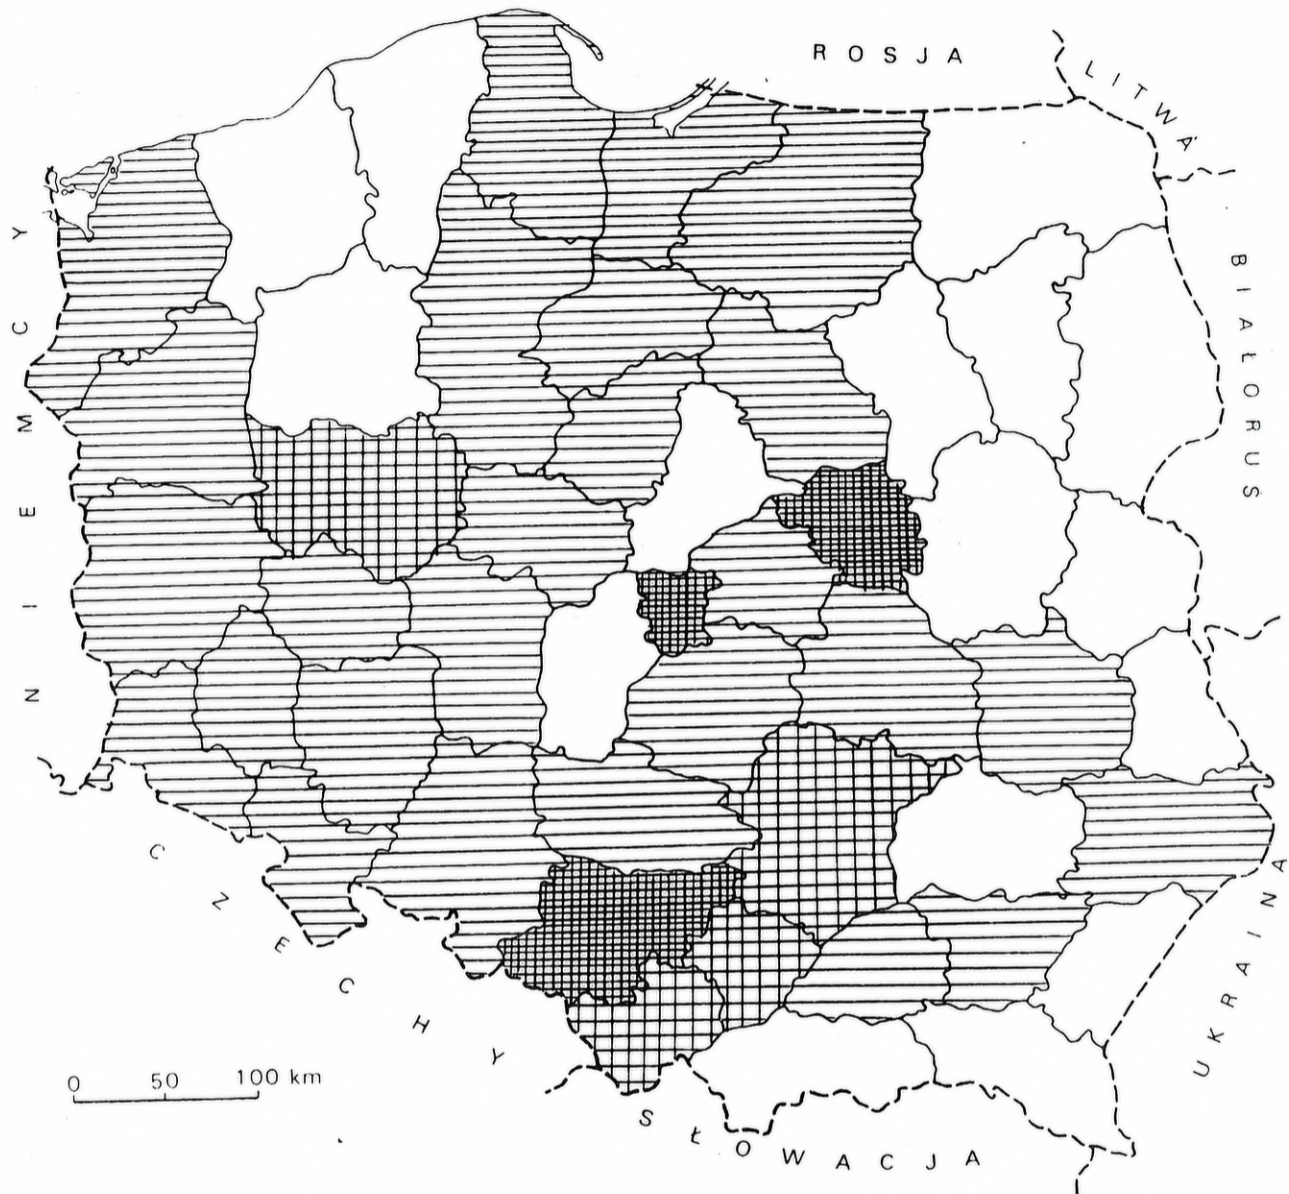 ROSJA
LITWA
BIAŁORUŚ
NIEMCY
UKRAINA
CZECHY
0 50 100 km
SŁOWACJA